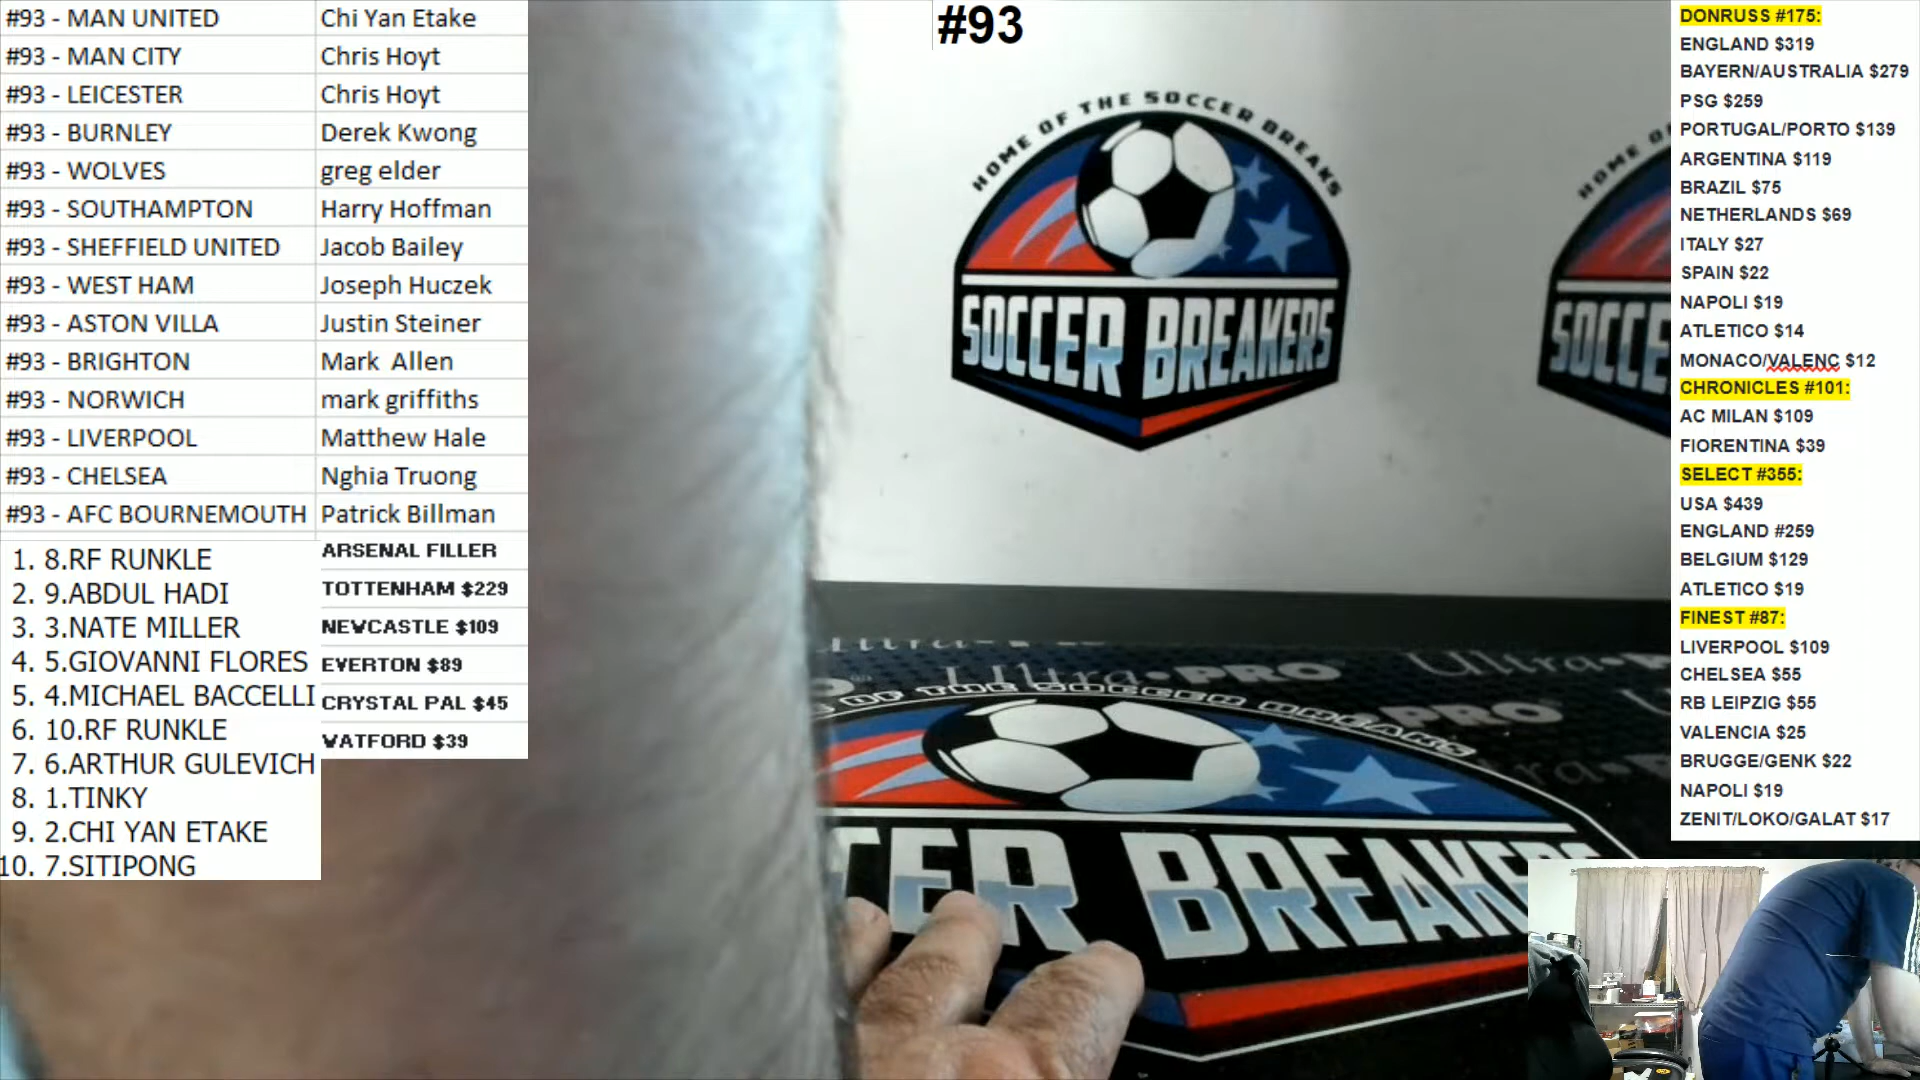 #93 - MAN UNITED Chi Yan Etake
#93 - MAN CITY Chris Hoyt
#93 - LEICESTER Chris Hoyt
#93 - BURNLEY Derek Kwong
#93 - WOLVES greg elder
#93 - SOUTHAMPTON Harry Hoffman
#93 - SHEFFIELD UNITED Jacob Bailey
#93 - WEST HAM Joseph Huczek
#93 - ASTON VILLA Justin Steiner
#93 - BRIGHTON Mark Allen
#93 - NORWICH mark griffiths
#93 - LIVERPOOL Matthew Hale
#93 - CHELSEA Nghia Truong
#93 - AFC BOURNEMOUTH Patrick Billman
1. 8.RF RUNKLE
2. 9.ABDUL HADI
3. 3.NATE MILLER
4. 5.GIOVANNI FLORES
5. 4.MICHAEL BACCELLI
6. 10.RF RUNKLE
7. 6.ARTHUR GULEVICH
8. 1.TINKY
9. 2.CHI YAN ETAKE
10. 7.SITIPONG
ARSENAL FILLER
TOTTENHAM $229
NEWCASTLE $109
EVERTON $89
CRYSTAL PAL $45
WATFORD $39
#93
HOME OF THE SOCCER BREAKS
SOCCER BREAKERS
HOME O
SOCCE
Ultra•PRO
Ultra•P
PRO
OF THE SOCCER BREAKS
CER BREAKE
DONRUSS #175:
ENGLAND $319
BAYERN/AUSTRALIA $279
PSG $259
PORTUGAL/PORTO $139
ARGENTINA $119
BRAZIL $75
NETHERLANDS $69
ITALY $27
SPAIN $22
NAPOLI $19
ATLETICO $14
MONACO/VALENC $12
CHRONICLES #101:
AC MILAN $109
FIORENTINA $39
SELECT #355:
USA $439
ENGLAND #259
BELGIUM $129
ATLETICO $19
FINEST #87:
LIVERPOOL $109
CHELSEA $55
RB LEIPZIG $55
VALENCIA $25
BRUGGE/GENK $22
NAPOLI $19
ZENIT/LOKO/GALAT $17